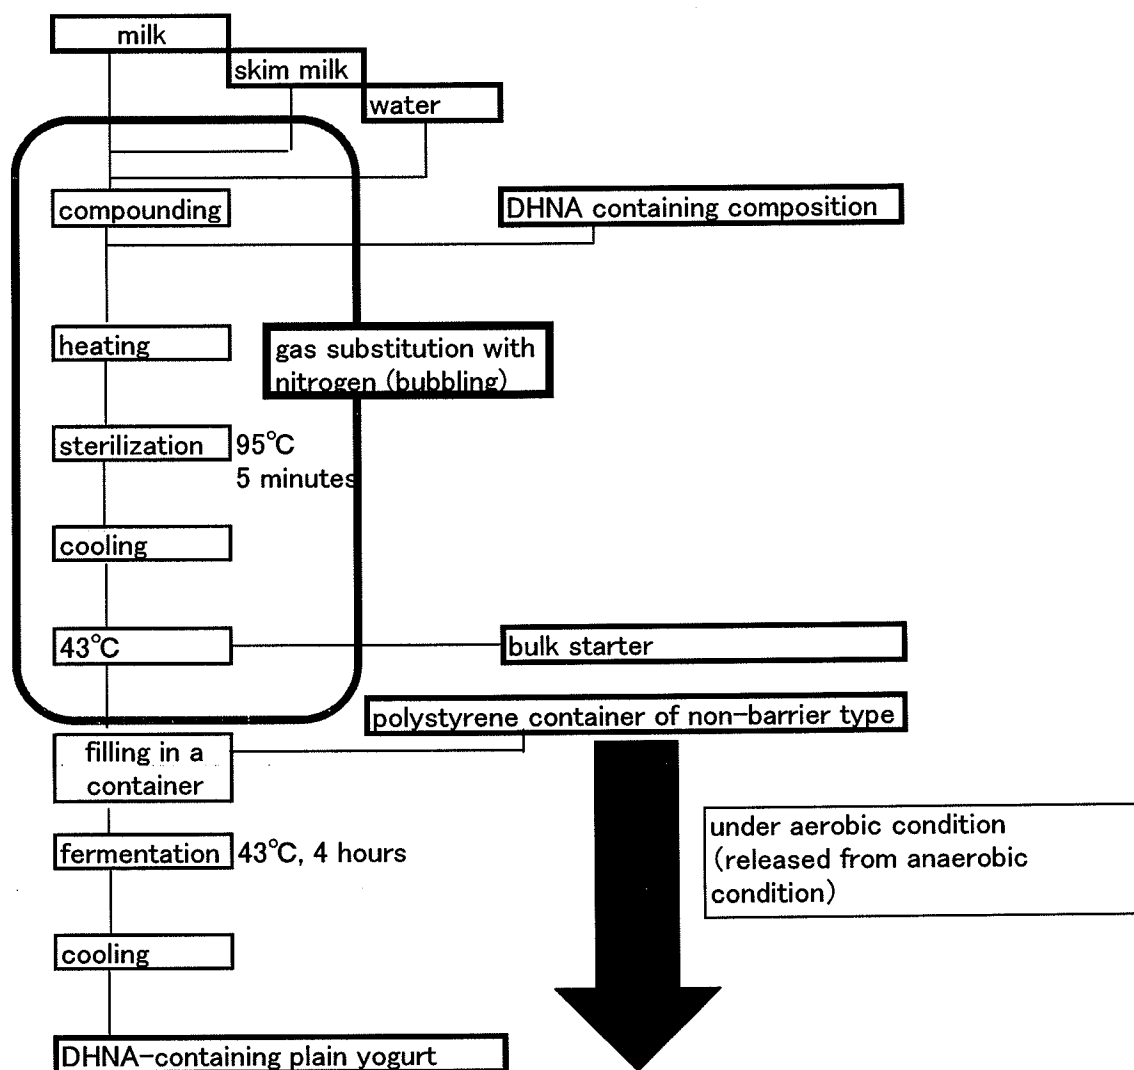 milk
skim milk
water
compounding
DHNA containing composition
heating
gas substitution with
nitrogen (bubbling)
sterilization
95℃
5 minutes
cooling
43℃
bulk starter
polystyrene container of non-barrier type
filling in a
container
under aerobic condition
(released from anaerobic
condition)
fermentation
43℃, 4 hours
cooling
DHNA-containing plain yogurt